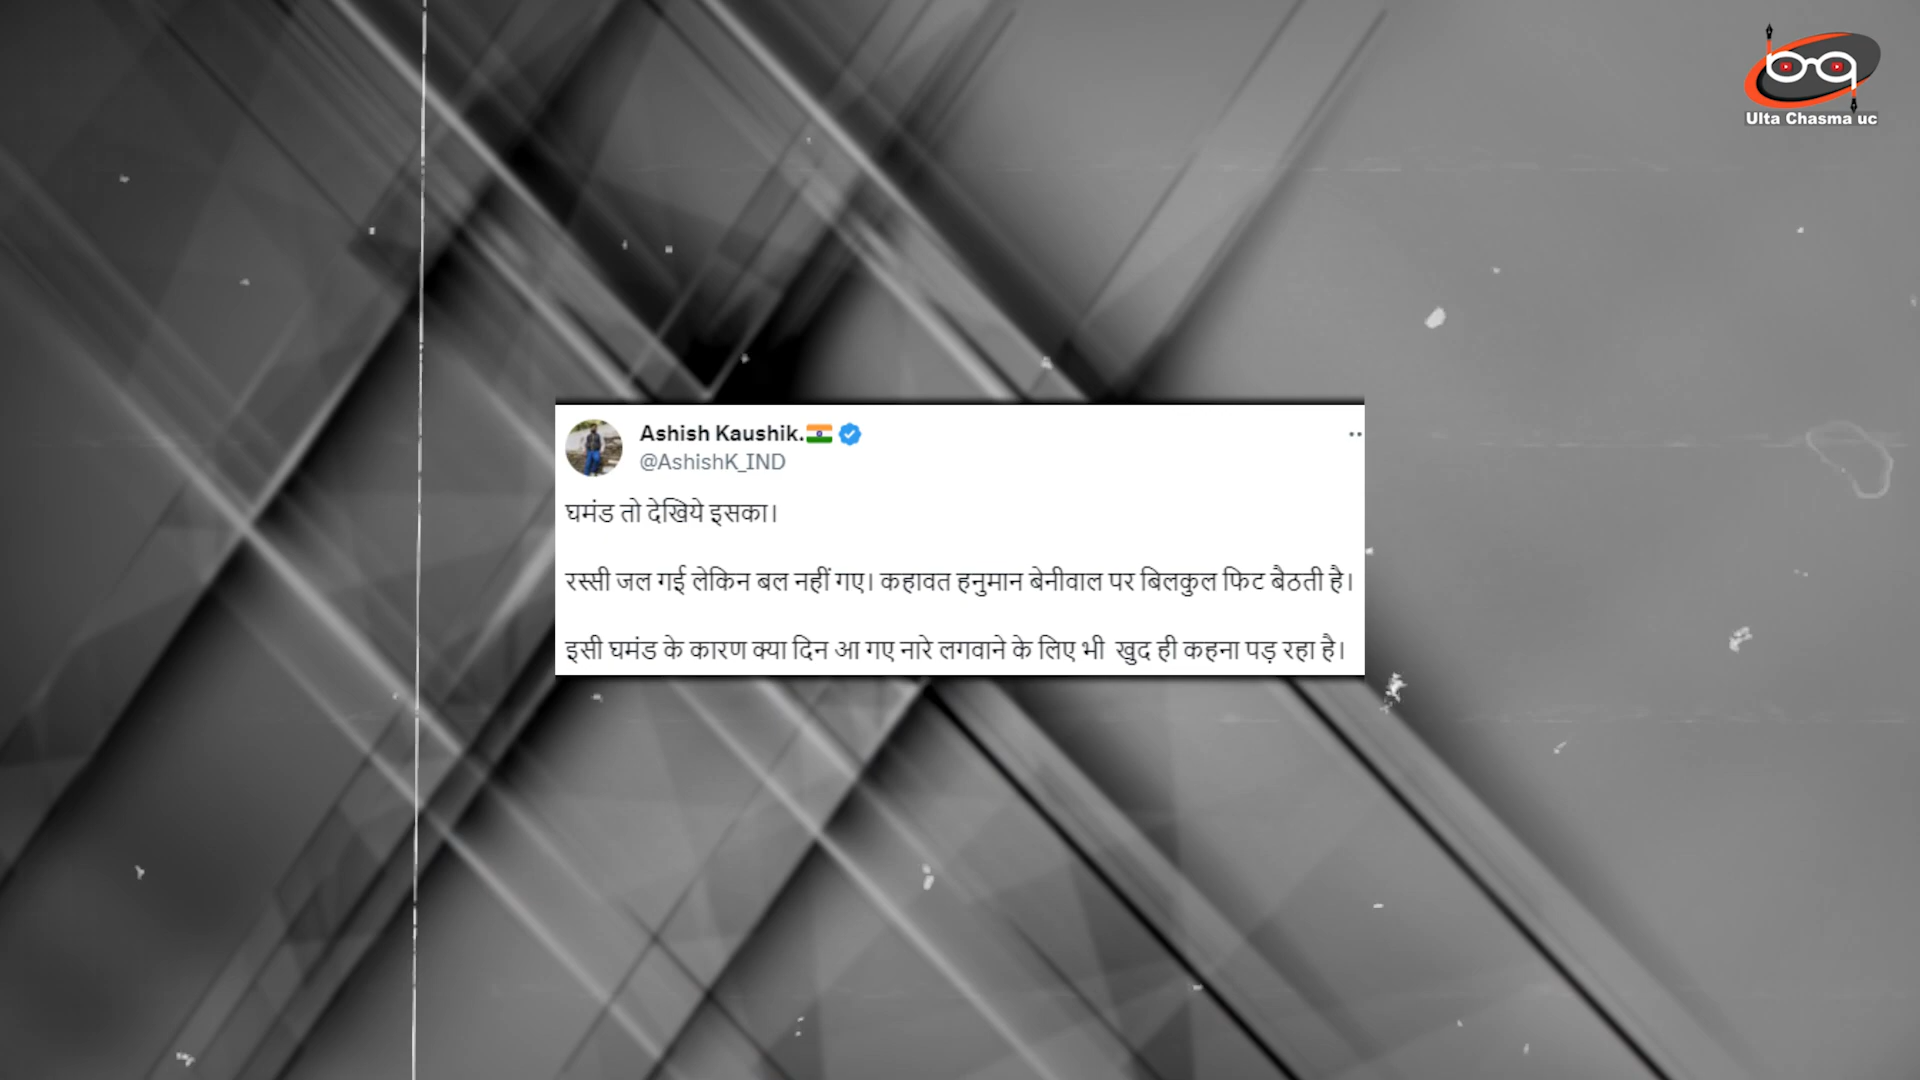 Ulta Chasma uc
Ashish Kaushik.
@AshishK_IND
घमंड तो देखिये इसका।
रस्सी जल गई लेकिन बल नहीं गए। कहावत हनुमान बेनीवाल पर बिलकुल फिट बैठती है।
इसी घमंड के कारण क्या दिन आ गए नारे लगवाने के लिए भी खुद ही कहना पड़ रहा है।